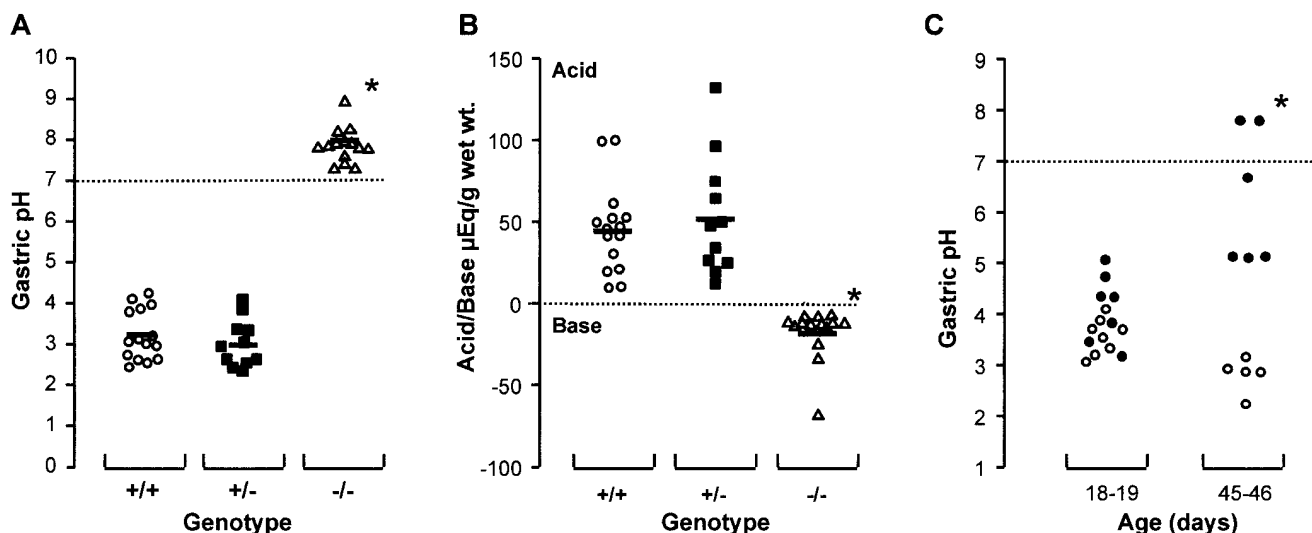 A
10
9
8
7
6
5
4
3
2
1
0
Gastric pH
*
+/+ +/- -/-
Genotype
B
150
100
50
0
-50
-100
Acid/Base µEq/g wet wt.
Acid
Base
*
+/+ +/- -/-
Genotype
C
9
8
7
6
5
4
3
2
1
Gastric pH
*
18-19 45-46
Age (days)